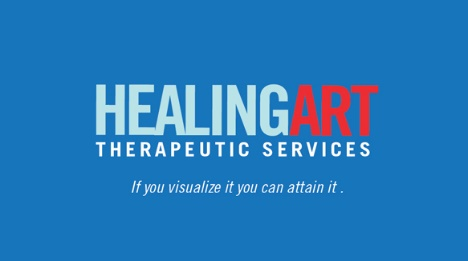 HEALINGART
THERAPEUTIC SERVICES
If you visualize it you can attain it .